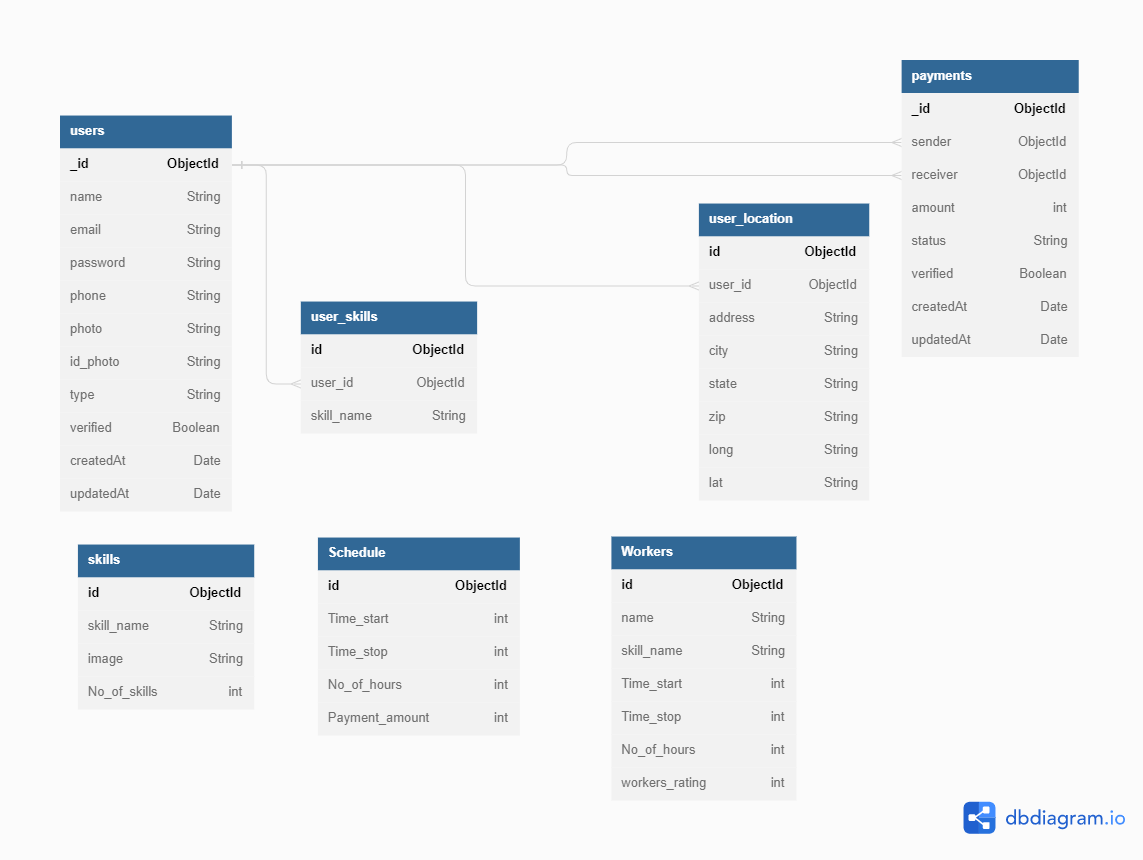 users
_id ObjectId
name String
email String
password String
phone String
photo String
id_photo String
type String
verified Boolean
createdAt Date
updatedAt Date
user_skills
id ObjectId
user_id ObjectId
skill_name String
user_location
id ObjectId
user_id ObjectId
address String
city String
state String
zip String
long String
lat String
payments
_id ObjectId
sender ObjectId
receiver ObjectId
amount int
status String
verified Boolean
createdAt Date
updatedAt Date
skills
id ObjectId
skill_name String
image String
No_of_skills int
Schedule
id ObjectId
Time_start int
Time_stop int
No_of_hours int
Payment_amount int
Workers
id ObjectId
name String
skill_name String
Time_start int
Time_stop int
No_of_hours int
workers_rating int
dbdiagram.io